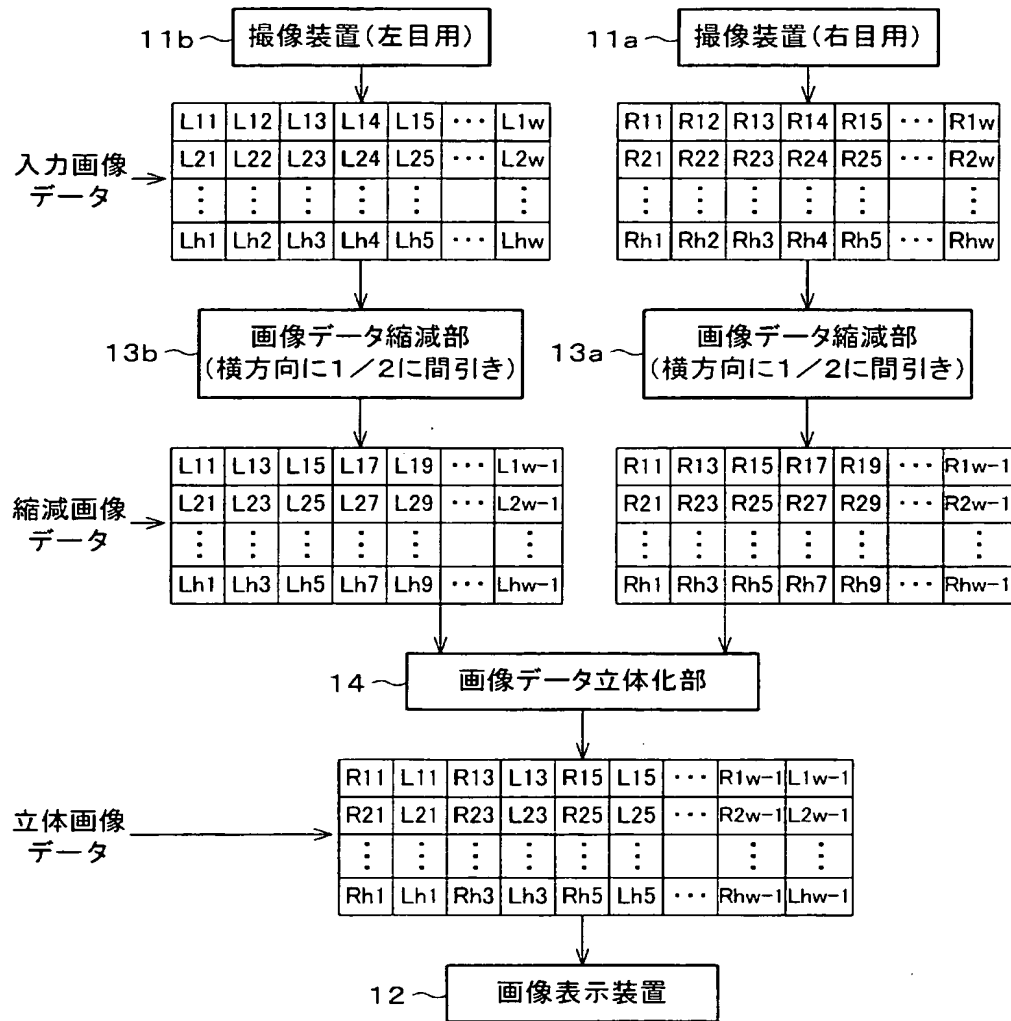 11b 撮像装置(左目用) 11a 撮像装置(右目用)
L11 L12 L13 L14 L15 ··· L1w R11 R12 R13 R14 R15 ··· R1w
入力画像データ
L21 L22 L23 L24 L25 ··· L2w R21 R22 R23 R24 R25 ··· R2w
⋮ ⋮ ⋮ ⋮ ⋮ ⋮ ⋮ ⋮ ⋮ ⋮ ⋮ ⋮
Lh1 Lh2 Lh3 Lh4 Lh5 ··· Lhw Rh1 Rh2 Rh3 Rh4 Rh5 ··· Rhw
13b 画像データ縮減部 13a 画像データ縮減部
(横方向に1/2に間引き) (横方向に1/2に間引き)
L11 L13 L15 L17 L19 ··· L1w-1 R11 R13 R15 R17 R19 ··· R1w-1
縮減画像データ
L21 L23 L25 L27 L29 ··· L2w-1 R21 R23 R25 R27 R29 ··· R2w-1
⋮ ⋮ ⋮ ⋮ ⋮ ⋮ ⋮ ⋮ ⋮ ⋮ ⋮ ⋮
Lh1 Lh3 Lh5 Lh7 Lh9 ··· Lhw-1 Rh1 Rh3 Rh5 Rh7 Rh9 ··· Rhw-1
14 画像データ立体化部
R11 L11 R13 L13 R15 L15 ··· R1w-1 L1w-1
立体画像データ
R21 L21 R23 L23 R25 L25 ··· R2w-1 L2w-1
⋮ ⋮ ⋮ ⋮ ⋮ ⋮ ⋮ ⋮
Rh1 Lh1 Rh3 Lh3 Rh5 Lh5 ··· Rhw-1 Lhw-1
12 画像表示装置